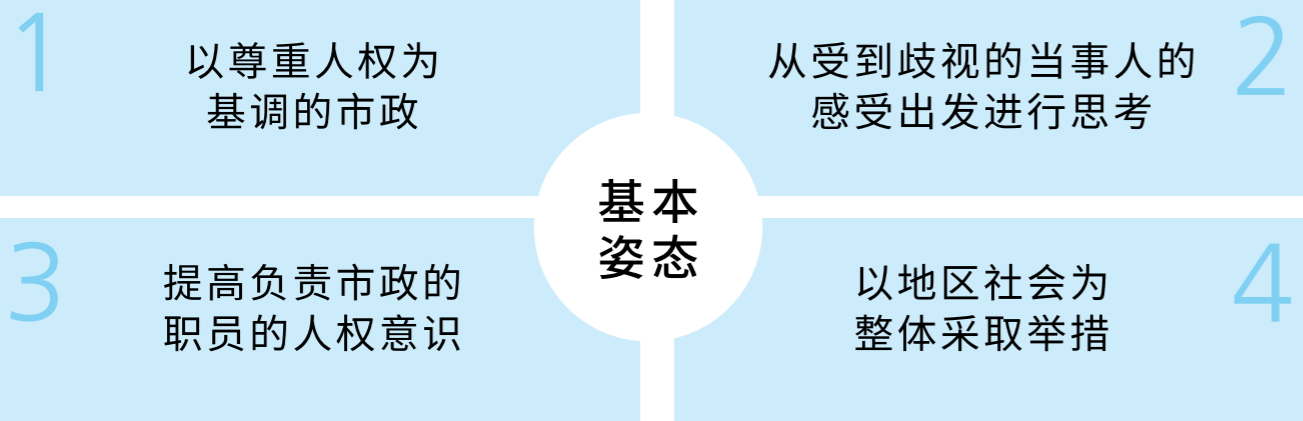 1
以尊重人权为
基调的市政
2
从受到歧视的当事人的
感受出发进行思考
基本
姿态
3
提高负责市政的
职员的人权意识
4
以地区社会为
整体采取举措